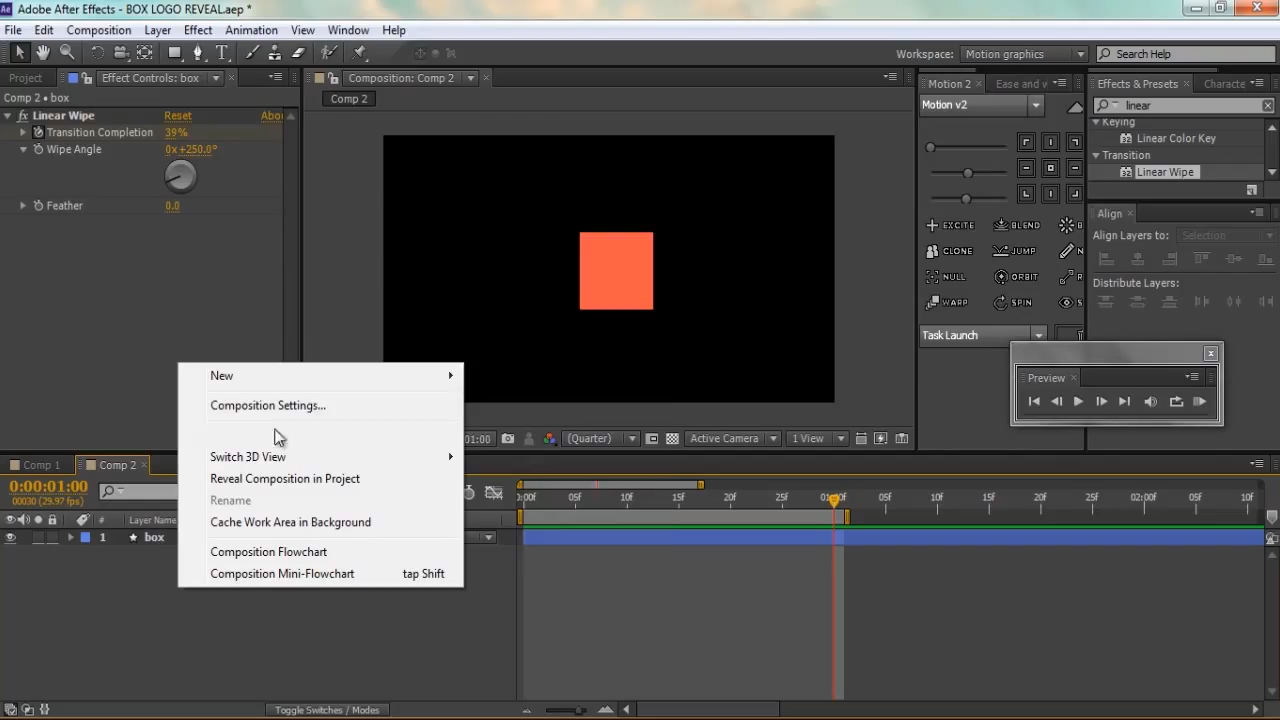 Adobe After Effects - BOX LOGO REVEAL.aep *
File Edit Composition Layer Effect Animation View Window Help
Workspace: Motion graphics Search Help
Project Effect Controls: box Composition: Comp 2 Motion 2 Ease and w Effects & Presets Characte
Comp 2 • box
Comp 2
Motion v2
linear
fx Linear Wipe Reset Abo
Transition Completion 39%
Wipe Angle 0x+250.0°
Feather 0.0
Keying
Linear Color Key
Transition
Linear Wipe
Align
Align Layers to: Selection
Distribute Layers:
EXCITE BLEND B
CLONE JUMP N
NULL ORBIT R
WARP SPIN S
Task Launch
Preview
New
Composition Settings...
Switch 3D View
Reveal Composition in Project
Rename
Cache Work Area in Background
Composition Flowchart
Composition Mini-Flowchart tap Shift
:01:00 (Quarter) Active Camera 1 View
Comp 1 Comp 2
0:00:01:00
00030 (29.97 fps)
0:00f 05f 10f 15f 20f 25f 01:00f 05f 10f 15f 20f 25f 02:00f 05f 10f
# Layer Name
1 box
Toggle Switches / Modes